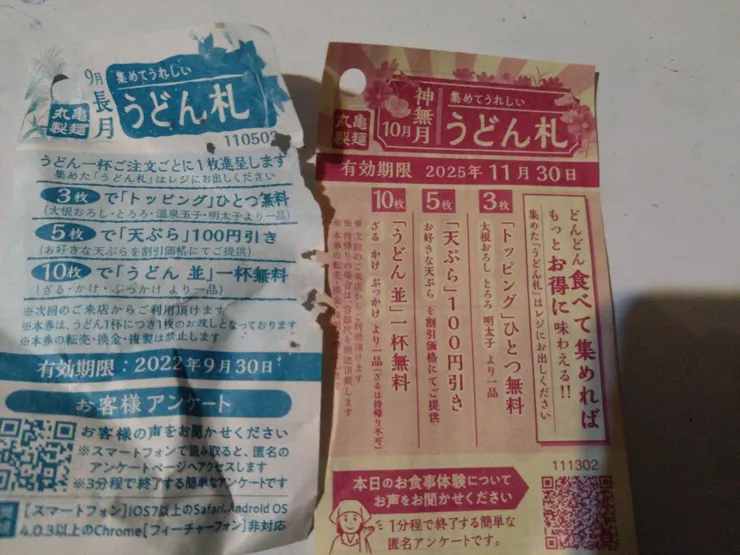 9月
長月
集めてうれしい
うどん札
丸亀
製麺
110502
うどん一杯ご注文ごとに1枚進呈します
集めた「うどん札」はレジにお出しください
3枚 で「トッピング」ひとつ無料
(大根おろし・とろろ・温泉玉子・明太子より一品)
5枚 で「天ぷら」100円引き
(お好きな天ぷらを割引価格にてご提供)
10枚 で「うどん 並」一杯無料
(ざる・かけ・ぶっかけ より一品)
※次回のご来店からご利用頂けます
※本券は、うどん1杯につき1枚のお渡しとなっております
※本券の転売・換金・複製は禁止します
有効期限:2022年9月30日
お客様アンケート
お客様の声をお聞かせください
※スマートフォンで読み取ると、匿名の
アンケートページへアクセスします
※3分程で終了する簡単なアンケートです
[スマートフォン]iOS7以上のSafari、Android OS
4.0.3以上のChrome[フィーチャーフォン]非対応
神無月
10月
集めてうれしい
うどん札
丸亀
製麺
有効期限 2025年11月30日
どんどん食べて集めれば
もっとお得に味わえる!!
集めた「うどん札」はレジにお出しください
3枚
「トッピング」ひとつ無料
大根おろし とろろ 明太子 より一品
5枚
「天ぷら」100円引き
お好きな天ぷら を割引価格にてご提供
10枚
「うどん 並」一杯無料
ざる かけ ぶっかけ より一品(ざるは持帰り不可)
※次回のご来店からご利用頂けます
111302
本日のお食事体験について
お声をお聞かせください
1分程で終了する簡単な
匿名アンケートです。